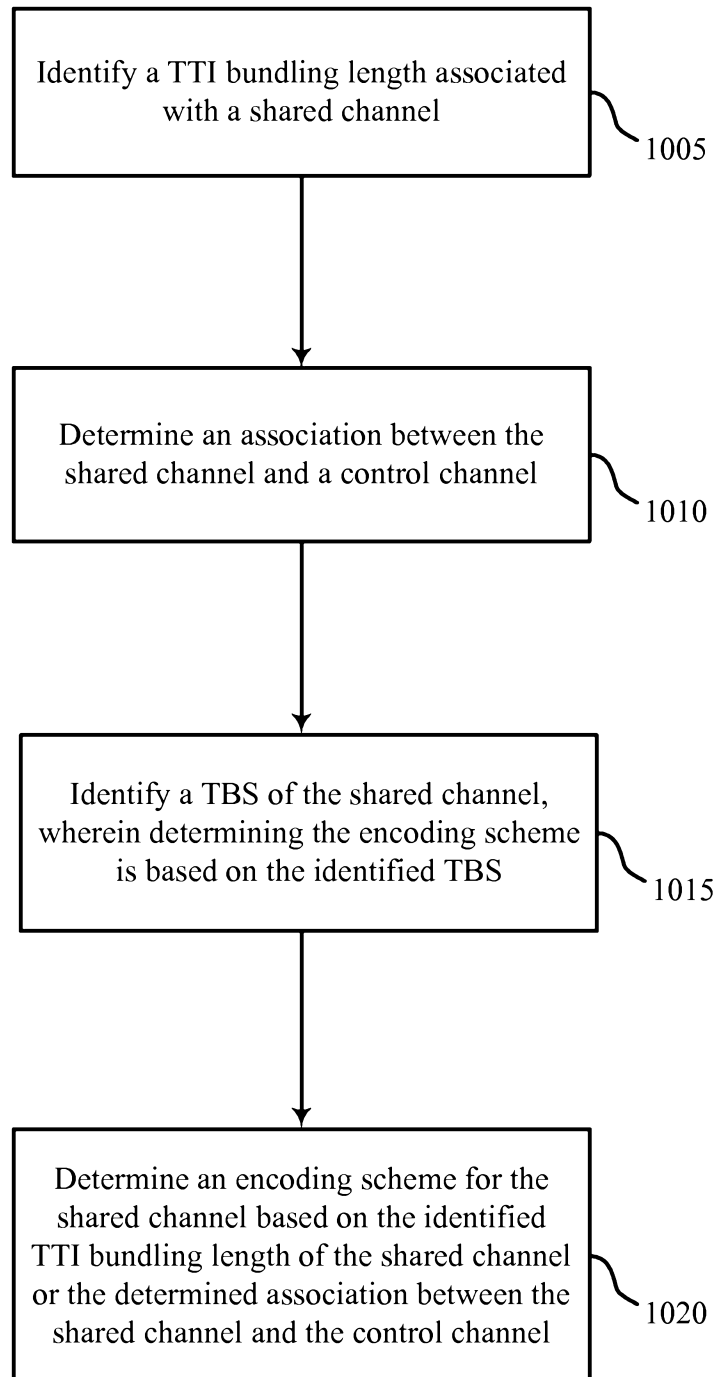 Identify a TTI bundling length associated
with a shared channel
1005
Determine an association between the
shared channel and a control channel
1010
Identify a TBS of the shared channel,
wherein determining the encoding scheme
is based on the identified TBS
1015
Determine an encoding scheme for the
shared channel based on the identified
TTI bundling length of the shared channel
or the determined association between the
shared channel and the control channel
1020